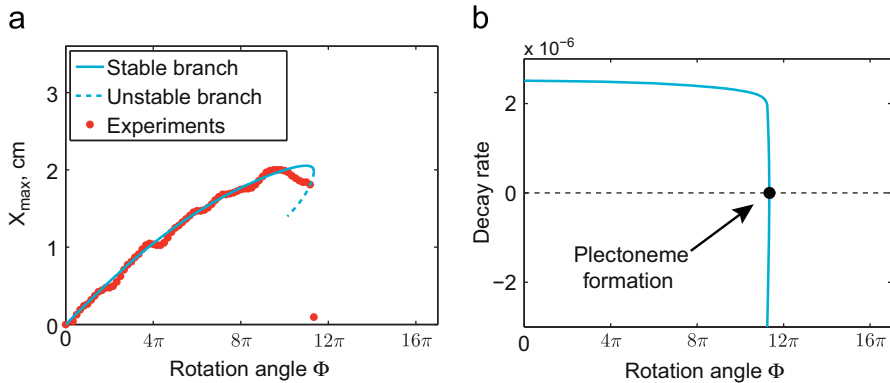 a
X_max, cm
3
2
1
0
Stable branch
Unstable branch
Experiments
0
4π
8π
12π
16π
Rotation angle Φ
b
x 10⁻⁶
Decay rate
2
0
−2
Plectoneme
formation
0
4π
8π
12π
16π
Rotation angle Φ